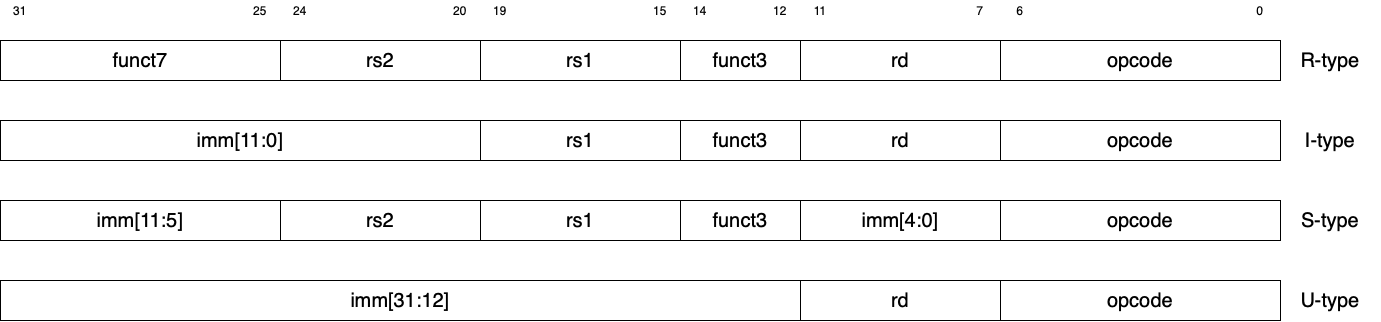 31 25 24 20 19 15 14 12 11 7 6 0
funct7 rs2 rs1 funct3 rd opcode R-type
imm[11:0] rs1 funct3 rd opcode I-type
imm[11:5] rs2 rs1 funct3 imm[4:0] opcode S-type
imm[31:12] rd opcode U-type